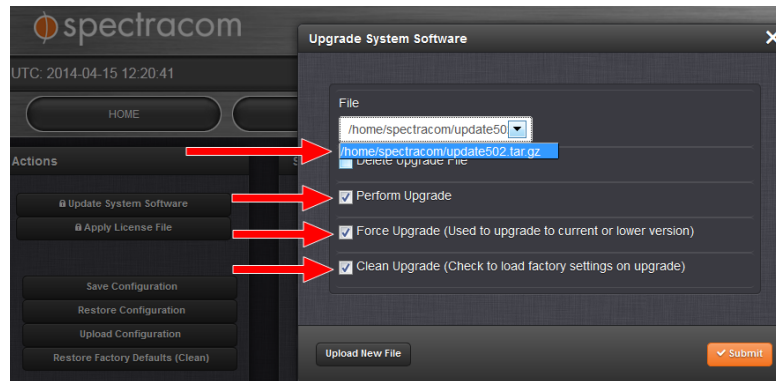 spectracom
UTC: 2014-04-15 12:20:41
HOME
Actions
Update System Software
Apply License File
Save Configuration
Restore Configuration
Upload Configuration
Restore Factory Defaults (Clean)
Upgrade System Software
File
/home/spectracom/update50
/home/spectracom/update502.tar.gz
Delete Upgrade File
Perform Upgrade
Force Upgrade (Used to upgrade to current or lower version)
Clean Upgrade (Check to load factory settings on upgrade)
Upload New File
Submit